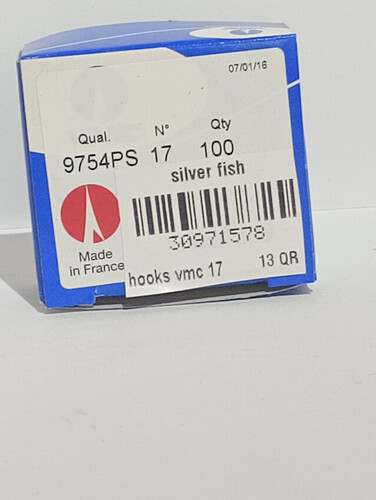 07/01/16
Qual. N° Qty
9754PS 17 100
silver fish
30971578
Made
in France
hooks vmc 17 13 QR